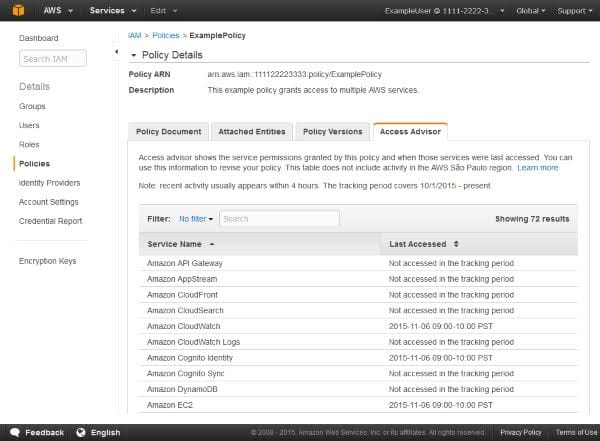 AWS Services Edit ExampleUser @ 1111-2222-3... Global Support
Dashboard
Search IAM
Details
Groups
Users
Roles
Policies
Identity Providers
Account Settings
Credential Report
Encryption Keys
IAM > Policies > ExamplePolicy
Policy Details
Policy ARN arn:aws:iam::111122223333:policy/ExamplePolicy
Description This example policy grants access to multiple AWS services.
Policy Document Attached Entities Policy Versions Access Advisor
Access advisor shows the service permissions granted by this policy and when those services were last accessed. You can
use this information to revise your policy. This table does not include activity in the AWS São Paulo region. Learn more
Note: recent activity usually appears within 4 hours. The tracking period covers 10/1/2015 - present.
Filter: No filter Search Showing 72 results
Service Name Last Accessed
Amazon API Gateway Not accessed in the tracking period
Amazon AppStream Not accessed in the tracking period
Amazon CloudFront Not accessed in the tracking period
Amazon CloudSearch Not accessed in the tracking period
Amazon CloudWatch 2015-11-06 09:00-10:00 PST
Amazon CloudWatch Logs Not accessed in the tracking period
Amazon Cognito Identity 2015-11-06 09:00-10:00 PST
Amazon Cognito Sync Not accessed in the tracking period
Amazon DynamoDB Not accessed in the tracking period
Amazon EC2 2015-11-06 09:00-10:00 PST
Feedback English © 2008 - 2015, Amazon Web Services, Inc. or its affiliates. All rights reserved. Privacy Policy Terms of Use